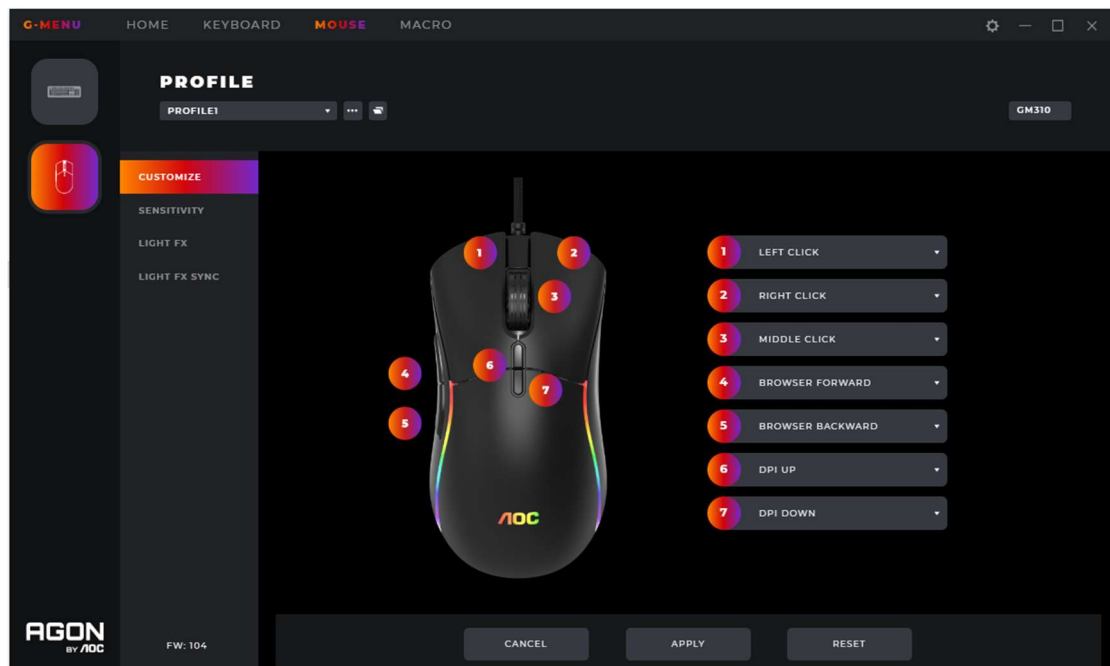 G-MENU HOME KEYBOARD MOUSE MACRO
PROFILE
PROFILE1 ...
GM310
CUSTOMIZE
SENSITIVITY
LIGHT FX
LIGHT FX SYNC
1 2
3
4
5
6
7
AOC
1 LEFT CLICK
2 RIGHT CLICK
3 MIDDLE CLICK
4 BROWSER FORWARD
5 BROWSER BACKWARD
6 DPI UP
7 DPI DOWN
AGON
BY AOC
FW: 104
CANCEL APPLY RESET